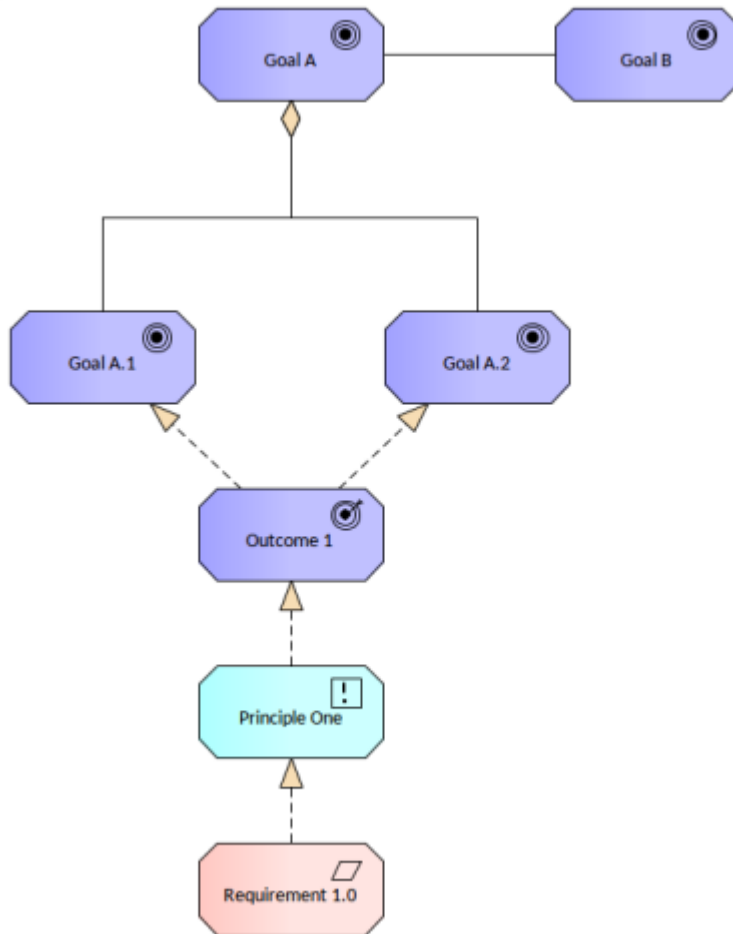 Goal A
Goal B
Goal A.1
Goal A.2
Outcome 1
!
Principle One
Requirement 1.0